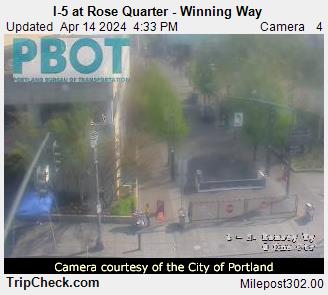 I-5 at Rose Quarter - Winning Way
Updated Apr 14 2024 4:33 PM Camera 4
PBOT
PORTLAND BUREAU OF TRANSPORTATION
Camera courtesy of the City of Portland
TripCheck.com Milepost302.00